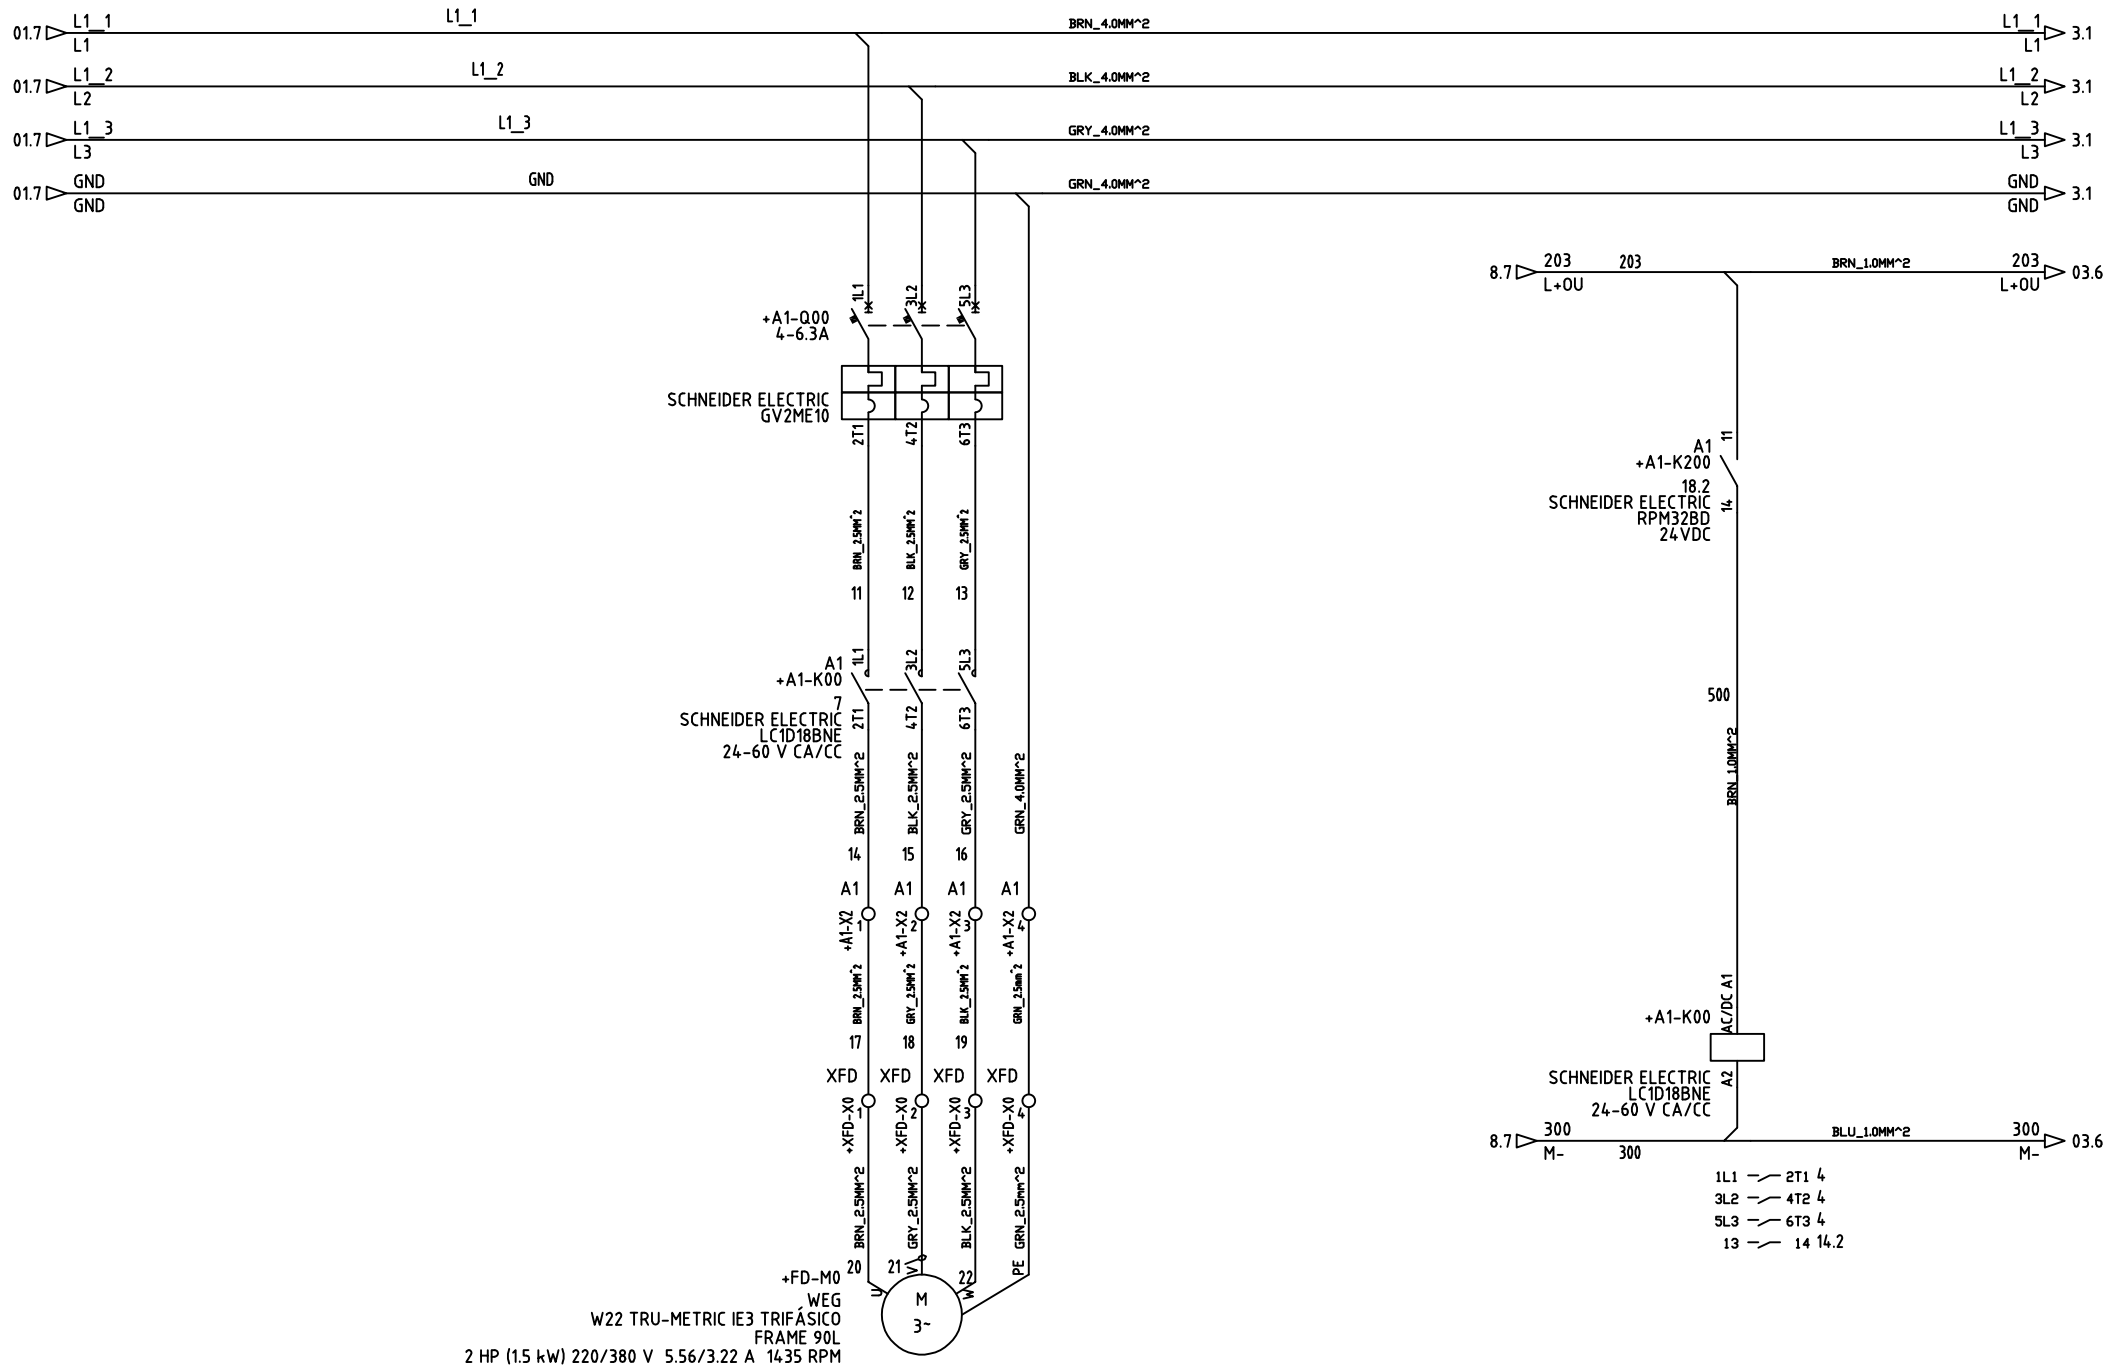 L1__1
L1__1
BRN_4.0MM^2
L1__1
01.7
3.1
L1
L1
L1__2
L1__2
BLK_4.0MM^2
L1__2
01.7
3.1
L2
L2
L1__3
L1__3
GRY_4.0MM^2
L1__3
01.7
3.1
L3
L3
GND
GND
GRN_4.0MM^2
GND
01.7
3.1
GND
GND
8.7
203
203
BRN_1.0MM^2
203
03.6
L+OU
L+OU
1L1
3L2
5L3
+A1-Q00
4-6.3A
SCHNEIDER ELECTRIC
GV2ME10
2T1
4T2
6T3
BRN_2.5MM^2
BLK_2.5MM^2
GRY_2.5MM^2
11
12
13
A1
+A1-K00
7
SCHNEIDER ELECTRIC
LC1D18BNE
24-60 V CA/CC
1L1
3L2
5L3
2T1
4T2
6T3
BRN_2.5MM^2
BLK_2.5MM^2
GRY_2.5MM^2
GRN_4.0MM^2
14
15
16
A1
A1
A1
A1
+A1-X2
1
+A1-X2
2
+A1-X2
3
+A1-X2
4
BRN_2.5MM^2
GRY_2.5MM^2
BLK_2.5MM^2
GRN_2.5mm^2
17
18
19
XFD
XFD
XFD
XFD
+XFD-X0
1
+XFD-X0
2
+XFD-X0
3
+XFD-X0
4
BRN_2.5MM^2
GRY_2.5MM^2
BLK_2.5MM^2
GRN_2.5mm^2
20
21
22
PE
U
V
W
M
3~
+FD-M0
WEG
W22 TRU-METRIC IE3 TRIFÁSICO
FRAME 90L
2 HP (1.5 kW) 220/380 V 5.56/3.22 A 1435 RPM
11
A1
+A1-K200
18.2
SCHNEIDER ELECTRIC
RPM32BD
24VDC
14
500
BRN_1.0MM^2
AC/DC A1
+A1-K00
SCHNEIDER ELECTRIC
LC1D18BNE
24-60 V CA/CC
A2
8.7
300
300
BLU_1.0MM^2
300
03.6
M-
M-
1L1 2T1 4
3L2 4T2 4
5L3 6T3 4
13 14 14.2